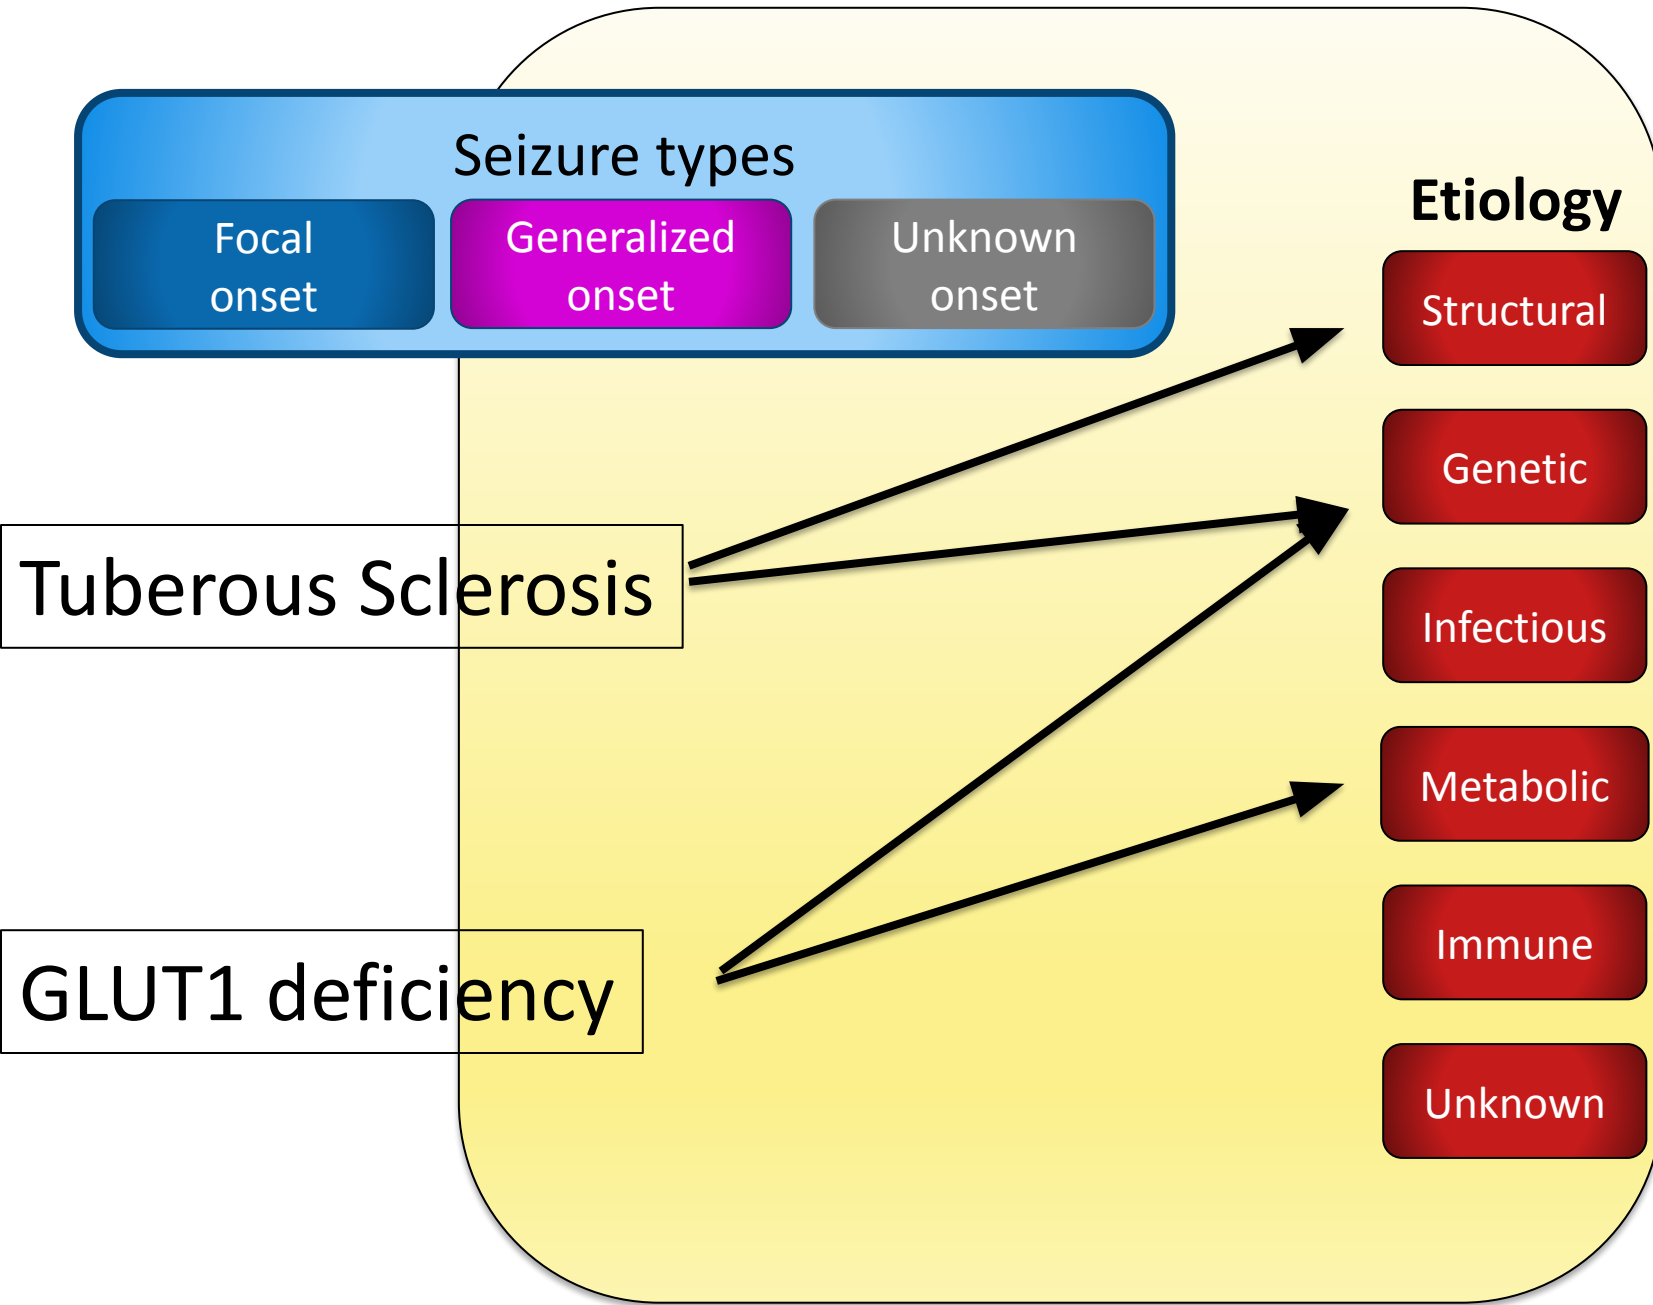 Seizure types
Focal
onset
Generalized
onset
Unknown
onset
Etiology
Structural
Genetic
Tuberous Sclerosis
Infectious
Metabolic
Immune
GLUT1 deficiency
Unknown